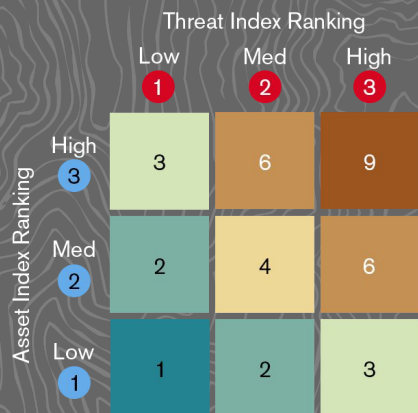 Threat Index Ranking
Low Med High
1 2 3
Asset Index Ranking
High
3
3 6 9
Med
2
2 4 6
Low
1
1 2 3